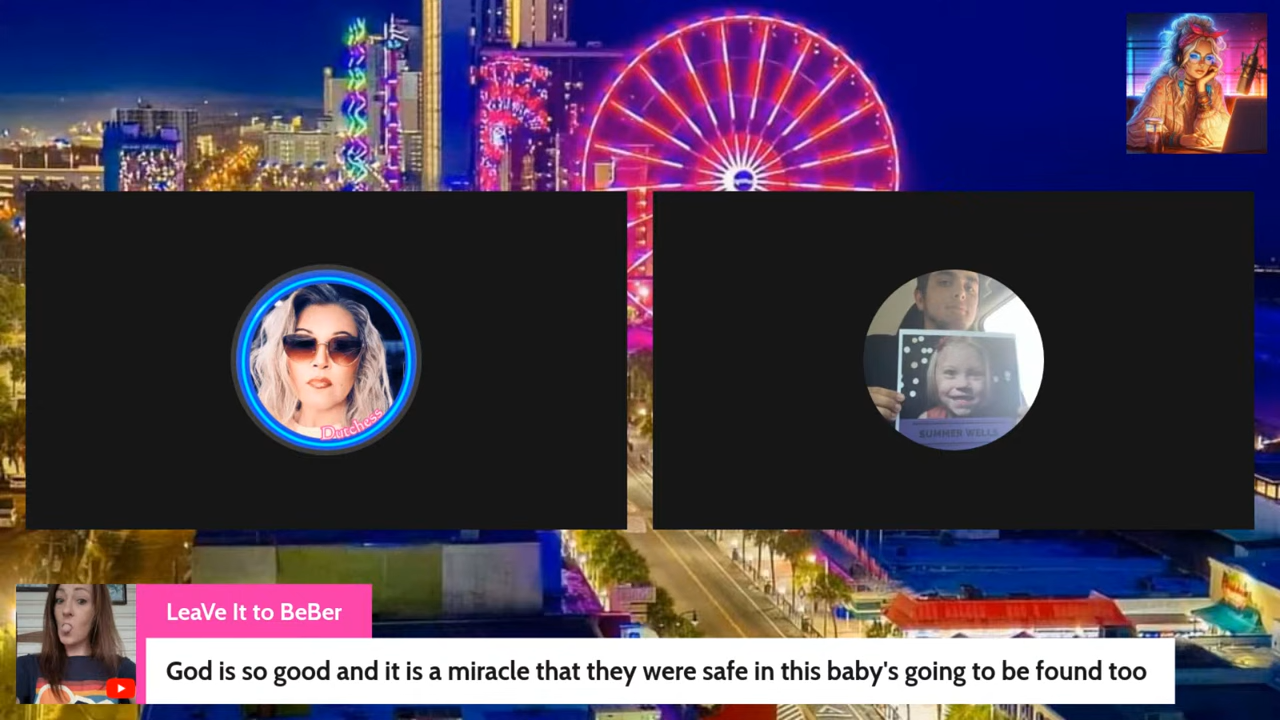 Dutchess
SUMMER WELLS
LeaVe It to BeBer
God is so good and it is a miracle that they were safe in this baby's going to be found too